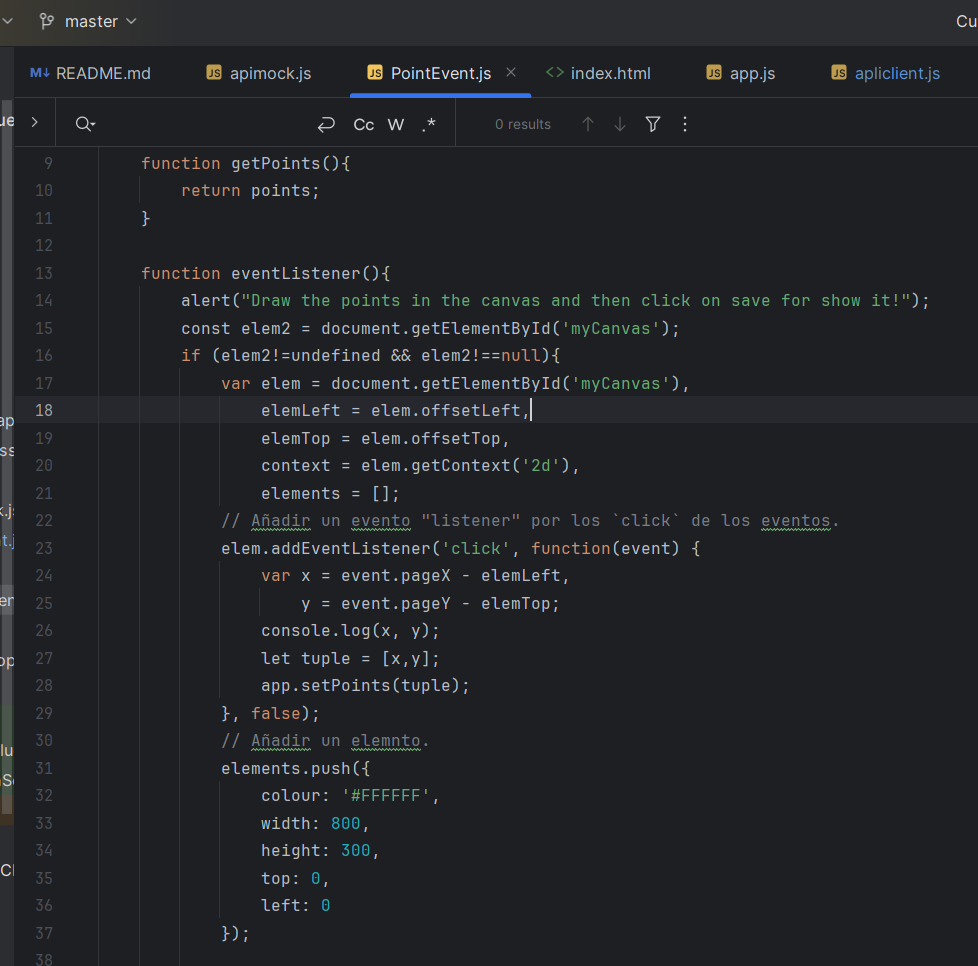 master
Cu
README.md
apimock.js
PointEvent.js
index.html
app.js
apliclient.js
Cc W .* 0 results
9 function getPoints(){
10 return points;
11 }
12
13 function eventListener(){
14 alert("Draw the points in the canvas and then click on save for show it!");
15 const elem2 = document.getElementById('myCanvas');
16 if (elem2!=undefined && elem2!==null){
17 var elem = document.getElementById('myCanvas'),
18 elemLeft = elem.offsetLeft,
19 elemTop = elem.offsetTop,
20 context = elem.getContext('2d'),
21 elements = [];
22 // Añadir un evento "listener" por los `click` de los eventos.
23 elem.addEventListener('click', function(event) {
24 var x = event.pageX - elemLeft,
25 y = event.pageY - elemTop;
26 console.log(x, y);
27 let tuple = [x,y];
28 app.setPoints(tuple);
29 }, false);
30 // Añadir un elemnto.
31 elements.push({
32 colour: '#FFFFFF',
33 width: 800,
34 height: 300,
35 top: 0,
36 left: 0
37 });
38